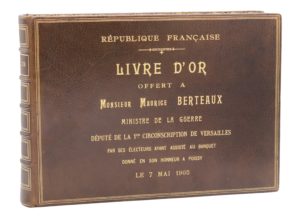 RÉPUBLIQUE FRANÇAISE
LIVRE D'OR
OFFERT A
MONSIEUR MAURICE BERTEAUX
MINISTRE DE LA GUERRE
DÉPUTÉ DE LA 1re CIRCONSCRIPTION DE VERSAILLES
PAR SES ÉLECTEURS AYANT ASSISTÉ AU BANQUET
DONNÉ EN SON HONNEUR A POISSY
LE 7 MAI 1905